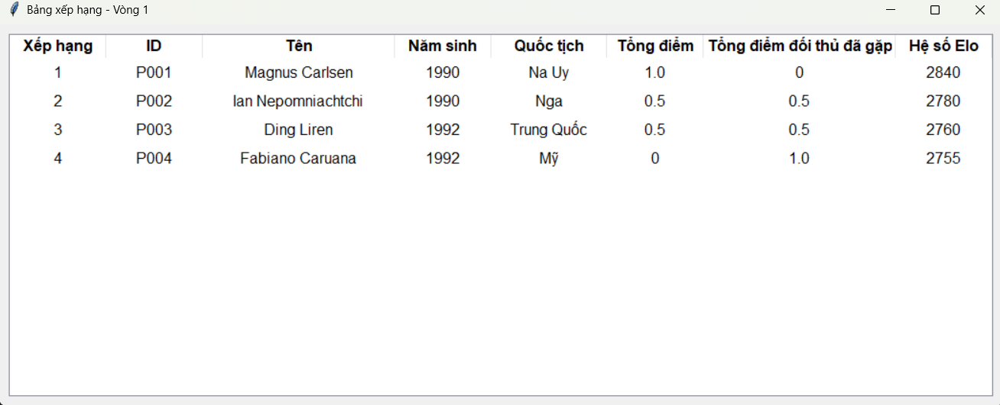 Bảng xếp hạng - Vòng 1
Xếp hạng ID Tên Năm sinh Quốc tịch Tổng điểm Tổng điểm đối thủ đã gặp Hệ số Elo
1 P001 Magnus Carlsen 1990 Na Uy 1.0 0 2840
2 P002 Ian Nepomniachtchi 1990 Nga 0.5 0.5 2780
3 P003 Ding Liren 1992 Trung Quốc 0.5 0.5 2760
4 P004 Fabiano Caruana 1992 Mỹ 0 1.0 2755